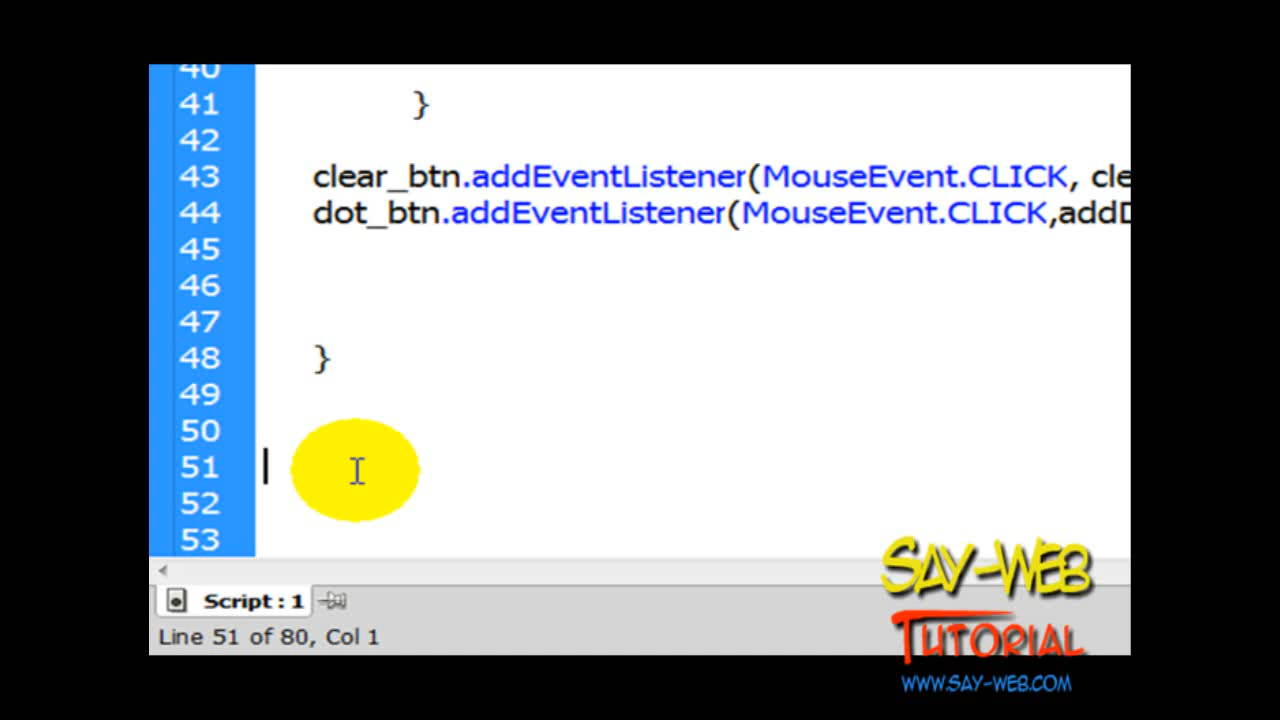 40
41 }
42
43 clear_btn.addEventListener(MouseEvent.CLICK, cle
44 dot_btn.addEventListener(MouseEvent.CLICK,addD
45
46
47
48 }
49
50
51
52
53
Script : 1
Line 51 of 80, Col 1
SAY-WEB
TUTORIAL
WWW.SAY-WEB.COM